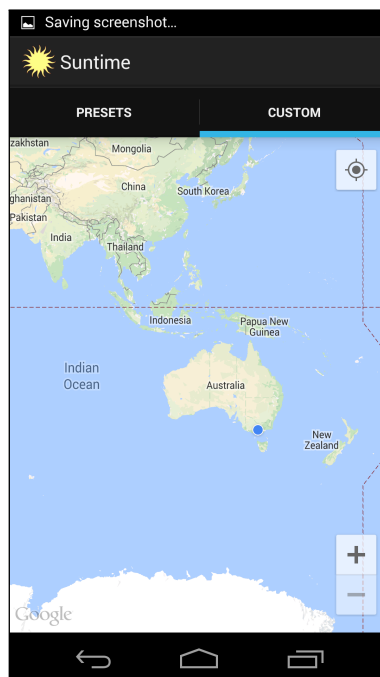 Saving screenshot...
Suntime
PRESETS
CUSTOM
zakhstan
Mongolia
China
South Korea
ghanistan
Pakistan
India
Thailand
Indonesia
Papua New
Guinea
Indian
Ocean
Australia
New
Zealand
+
−
Google